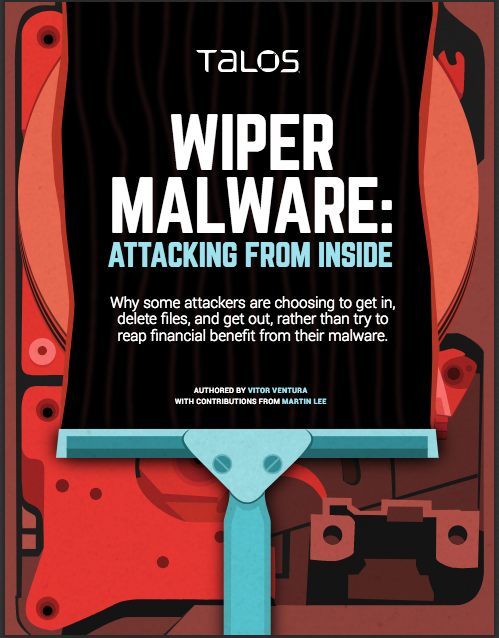 TALOS
WIPER
MALWARE:
ATTACKING FROM INSIDE
Why some attackers are choosing to get in,
delete files, and get out, rather than try to
reap financial benefit from their malware.
AUTHORED BY VITOR VENTURA
WITH CONTRIBUTIONS FROM MARTIN LEE